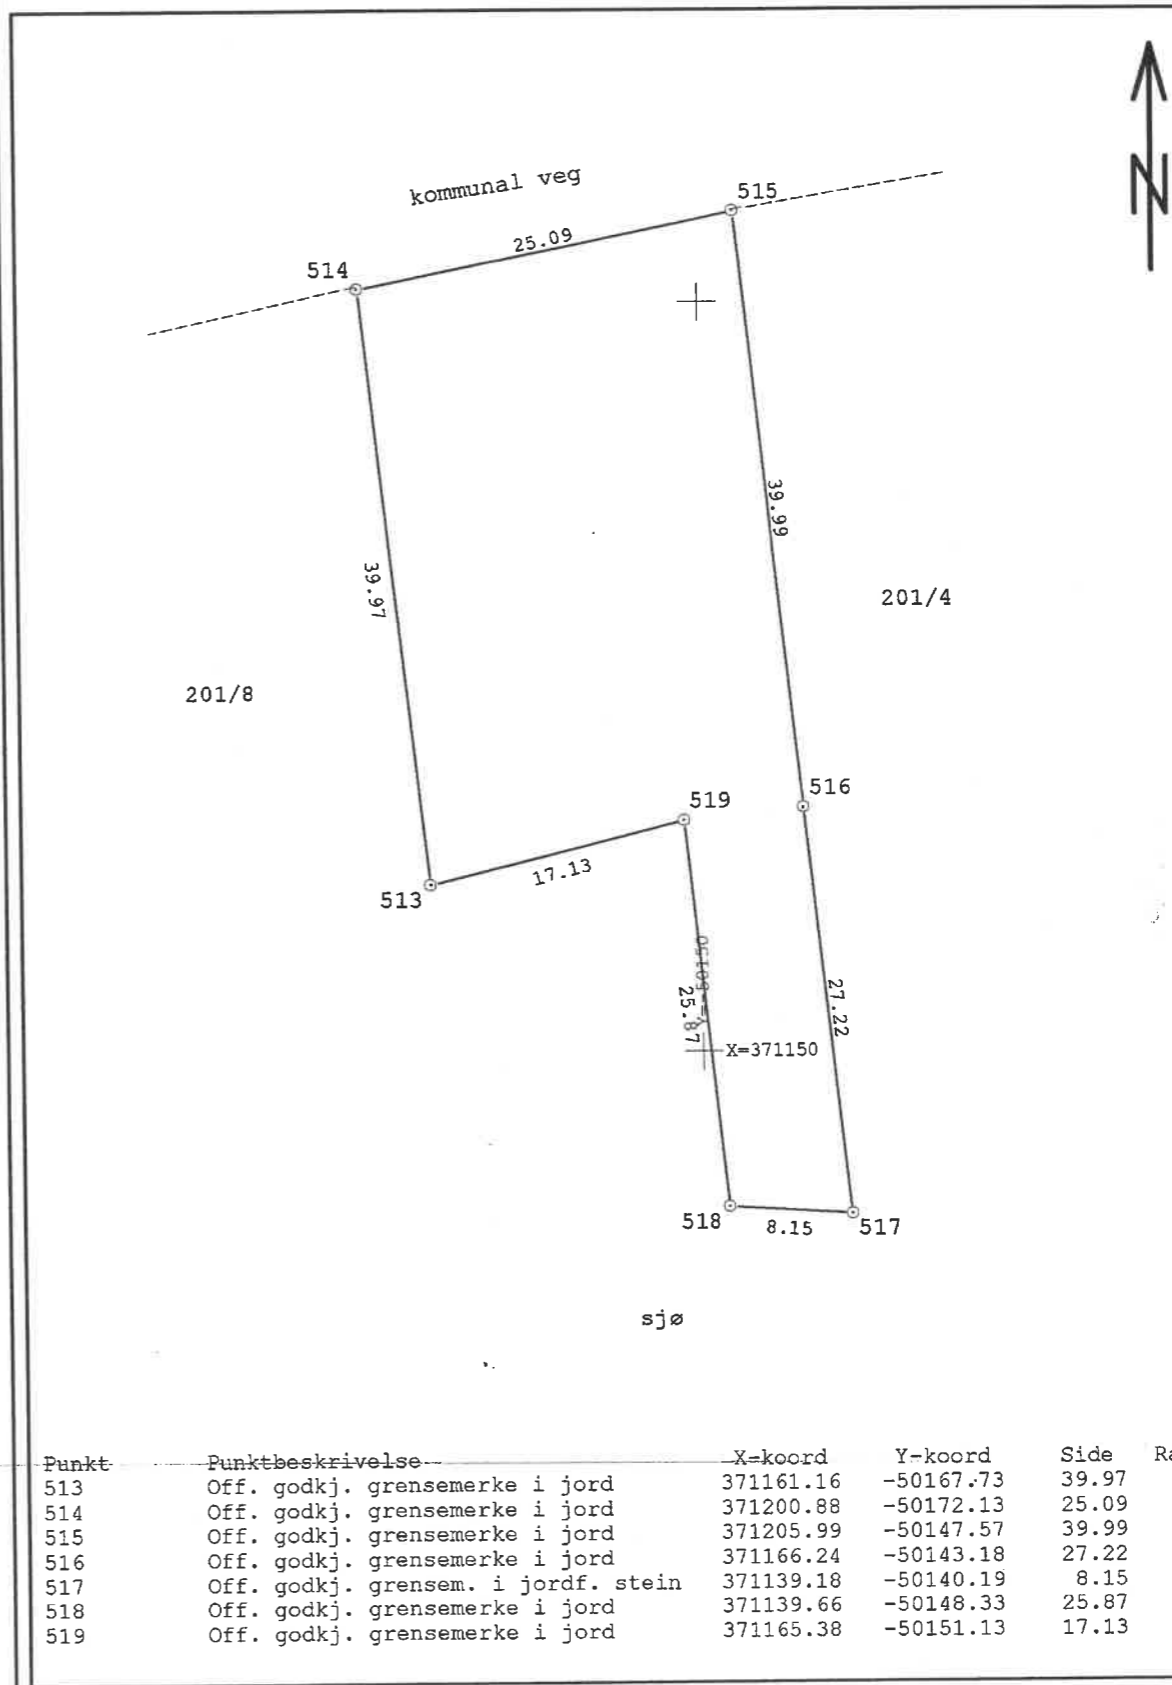 N
kommunal veg
515
25.09
514
39.99
39.97
201/4
201/8
516
519
17.13
513
Y=-50150
25.87
27.22
X=371150
518
8.15
517
sjø
Punkt Punktbeskrivelse X-koord Y-koord Side Ra
513 Off. godkj. grensemerke i jord 371161.16 -50167.73 39.97
514 Off. godkj. grensemerke i jord 371200.88 -50172.13 25.09
515 Off. godkj. grensemerke i jord 371205.99 -50147.57 39.99
516 Off. godkj. grensemerke i jord 371166.24 -50143.18 27.22
517 Off. godkj. grensem. i jordf. stein 371139.18 -50140.19 8.15
518 Off. godkj. grensemerke i jord 371139.66 -50148.33 25.87
519 Off. godkj. grensemerke i jord 371165.38 -50151.13 17.13